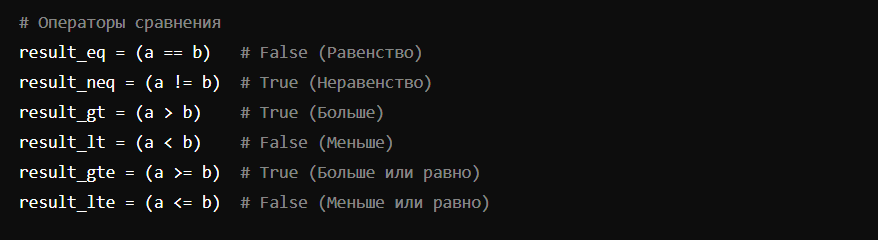 # Операторы сравнения
result_eq = (a == b)   # False (Равенство)
result_neq = (a != b)  # True (Неравенство)
result_gt = (a > b)    # True (Больше)
result_lt = (a < b)    # False (Меньше)
result_gte = (a >= b)  # True (Больше или равно)
result_lte = (a <= b)  # False (Меньше или равно)